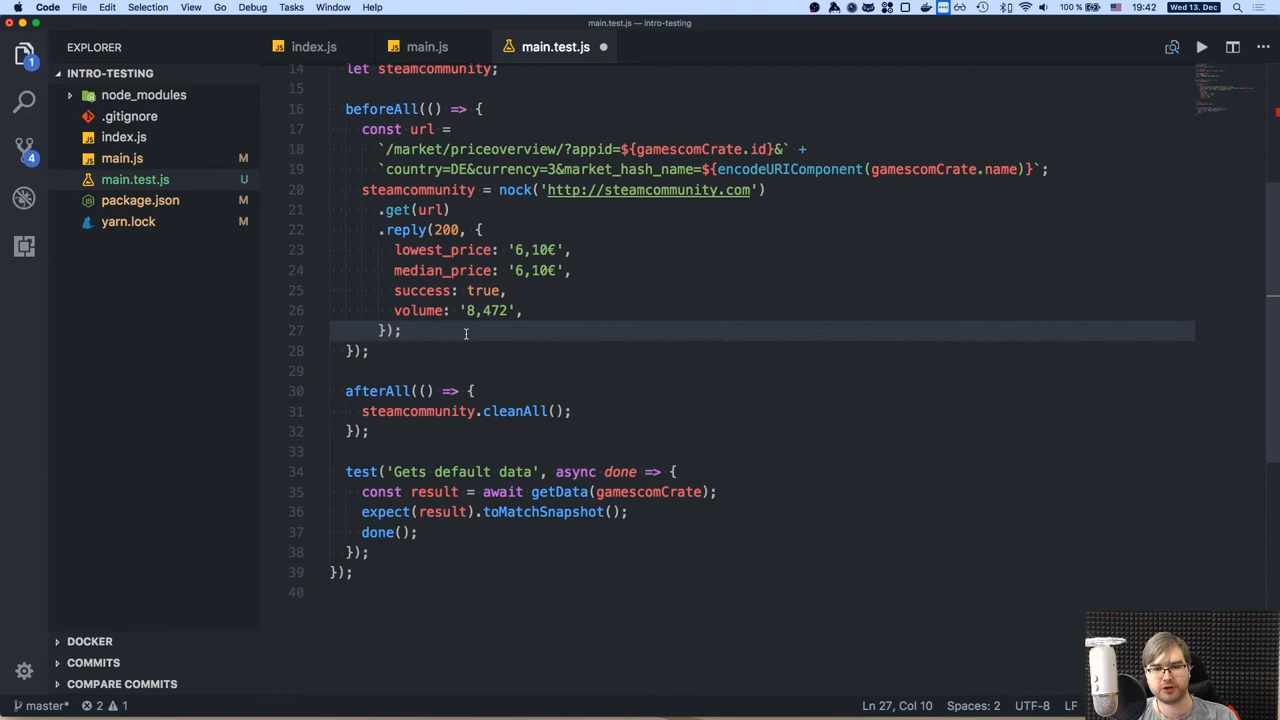 Code File Edit Selection View Go Debug Tasks Window Help
100 % 19:42 Wed 13. Dec
main.test.js — intro-testing
EXPLORER
index.js main.js main.test.js
INTRO-TESTING
node_modules
.gitignore
index.js
main.js M
main.test.js U
package.json M
yarn.lock M
1
4
14 let steamcommunity;
15
16 beforeAll(() => {
17 const url =
18 `/market/priceoverview/?appid=${gamescomCrate.id}&` +
19 `country=DE&currency=3&market_hash_name=${encodeURIComponent(gamescomCrate.name)}`;
20 steamcommunity = nock('http://steamcommunity.com')
21 .get(url)
22 .reply(200, {
23 lowest_price: '6,10€',
24 median_price: '6,10€',
25 success: true,
26 volume: '8,472',
27 });
28 });
29
30 afterAll(() => {
31 steamcommunity.cleanAll();
32 });
33
34 test('Gets default data', async done => {
35 const result = await getData(gamescomCrate);
36 expect(result).toMatchSnapshot();
37 done();
38 });
39 });
40
DOCKER
COMMITS
COMPARE COMMITS
master* 2 1 Ln 27, Col 10 Spaces: 2 UTF-8 LF